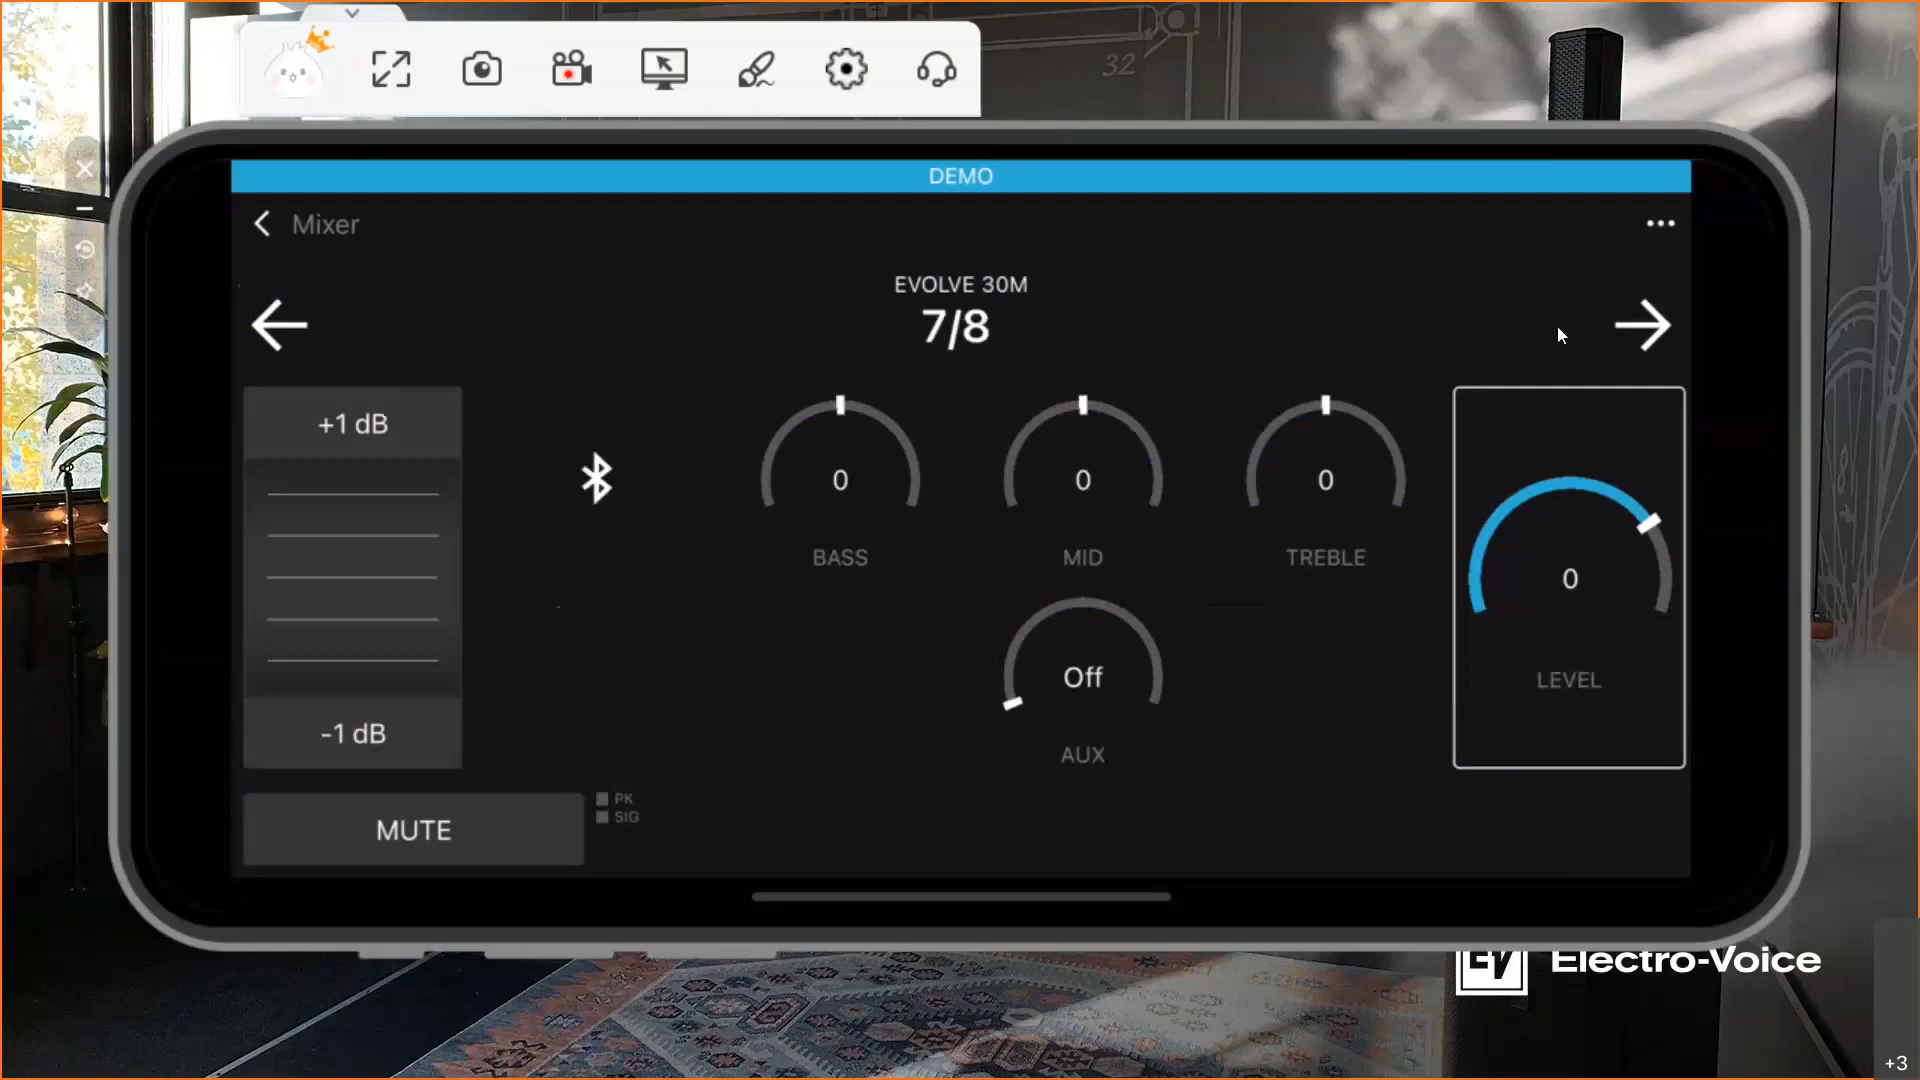 32
DEMO
Mixer
EVOLVE 30M
7/8
+1 dB
-1 dB
0
BASS
0
MID
0
TREBLE
Off
AUX
0
LEVEL
MUTE
PK
SIG
EV Electro-Voice
+3